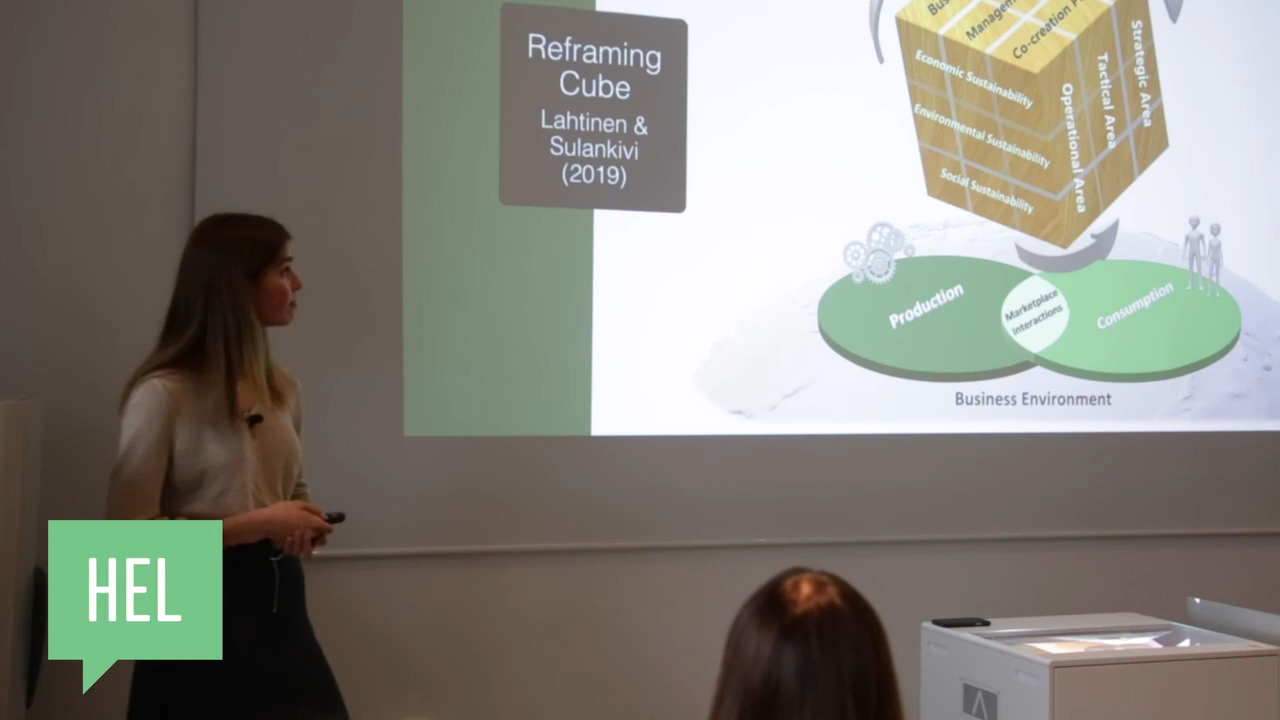 Reframing
Cube
Lahtinen &
Sulankivi
(2019)
Co-creation
Economic Sustainability
Environmental Sustainability
Social Sustainability
Operational Area
Tactical Area
Strategic Area
Production
Marketplace
Interactions
Consumption
Business Environment
HEL